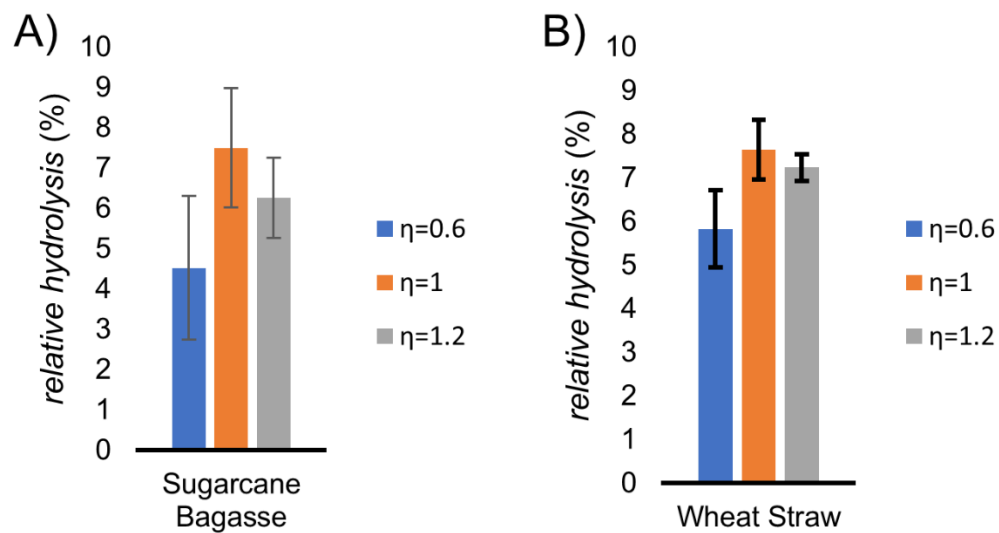 A)
relative hydrolysis (%)
10
9
8
7
6
5
4
3
2
1
0
Sugarcane
Bagasse
η=0.6
η=1
η=1.2
B)
relative hydrolysis (%)
10
9
8
7
6
5
4
3
2
1
0
Wheat Straw
η=0.6
η=1
η=1.2